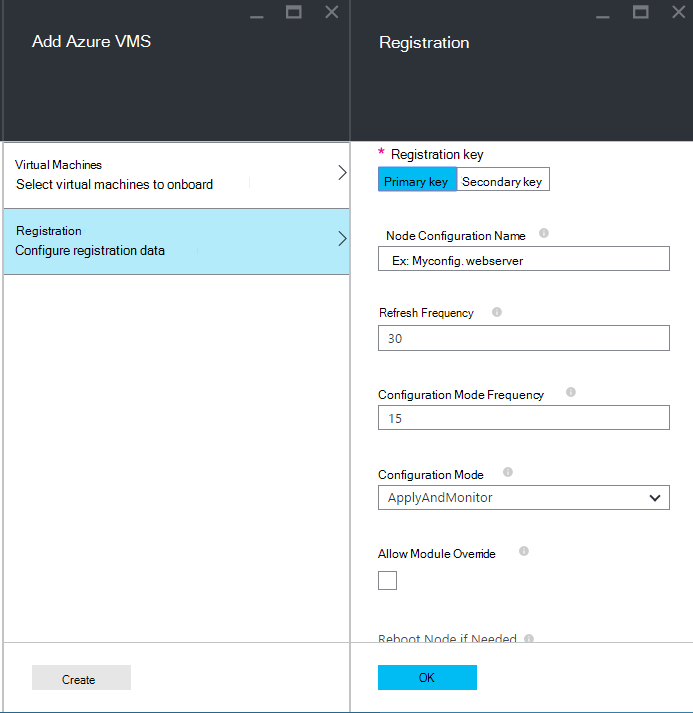 Add Azure VMS
Virtual Machines
Select virtual machines to onboard
Registration
Configure registration data
Create
Registration
* Registration key
Primary key Secondary key
Node Configuration Name
Ex: Myconfig.webserver
Refresh Frequency
30
Configuration Mode Frequency
15
Configuration Mode
ApplyAndMonitor
Allow Module Override
Reboot Node if Needed
OK